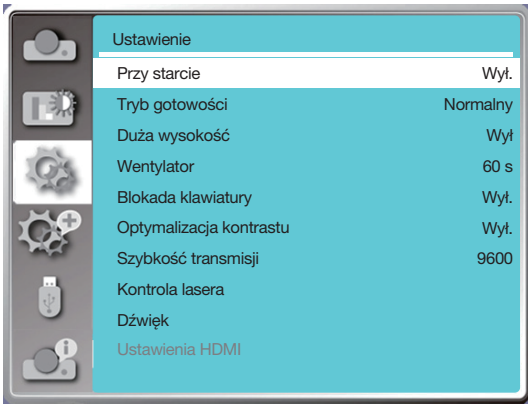 Ustawienie
Przy starcie Wył.
Tryb gotowości Normalny
Duża wysokość Wył
Wentylator 60 s
Blokada klawiatury Wył.
Optymalizacja kontrastu Wył.
Szybkość transmisji 9600
Kontrola lasera
Dźwięk
Ustawienia HDMI